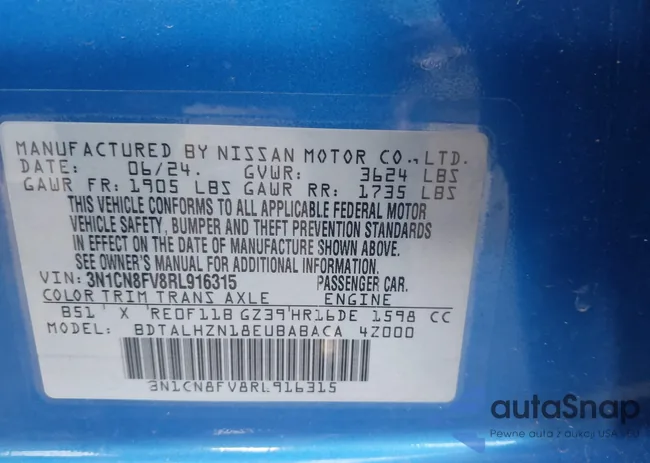 MANUFACTURED BY NISSAN MOTOR CO., LTD.
DATE: 06/24. GVWR: 3624 LBS
GAWR FR: 1905 LBS GAWR RR: 1735 LBS
THIS VEHICLE CONFORMS TO ALL APPLICABLE FEDERAL MOTOR
VEHICLE SAFETY, BUMPER AND THEFT PREVENTION STANDARDS
IN EFFECT ON THE DATE OF MANUFACTURE SHOWN ABOVE.
SEE OWNER'S MANUAL FOR ADDITIONAL INFORMATION
VIN: 3N1CN8FV8RL916315 PASSENGER CAR.
COLOR TRIM TRANS AXLE ENGINE
B51 X RE0F11B GZ39 HR16DE 1598 CC
MODEL: BDTALHZN18EUBABACA 4Z000
3N1CN8FV8RL916315
autaSnap
Pewne auta z aukcji USA